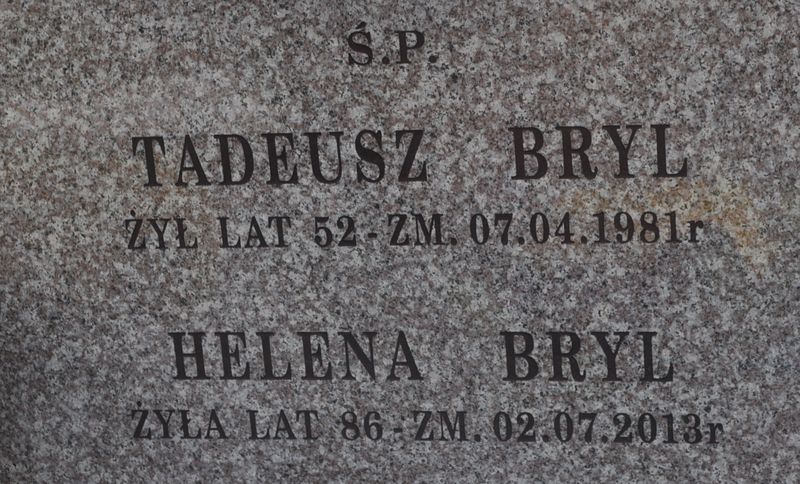 Ś.P.
TADEUSZ BRYL
ŻYŁ LAT 52 - ZM. 07.04.1981r
HELENA BRYL
ŻYŁA LAT 86 - ZM. 02.07.2013r